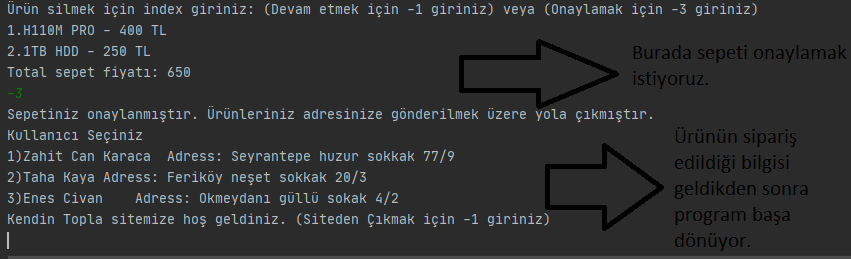 Ürün silmek için index giriniz: (Devam etmek için -1 giriniz) veya (Onaylamak için -3 giriniz)
1.H110M PRO - 400 TL
2.1TB HDD - 250 TL
Total sepet fiyatı: 650
-3
Sepetiniz onaylanmıştır. Ürünleriniz adresinize gönderilmek üzere yola çıkmıştır.
Kullanıcı Seçiniz
1)Zahit Can Karaca  Adress: Seyrantepe huzur sokkak 77/9
2)Taha Kaya Adress: Feriköy neşet sokkak 20/3
3)Enes Civan    Adress: Okmeydanı güllü sokak 4/2
Kendin Topla sitemize hoş geldiniz. (Siteden Çıkmak için -1 giriniz)
Burada sepeti onaylamak
istiyoruz.
Ürünün sipariş
edildiği bilgisi
geldikden sonra
program başa
dönüyor.